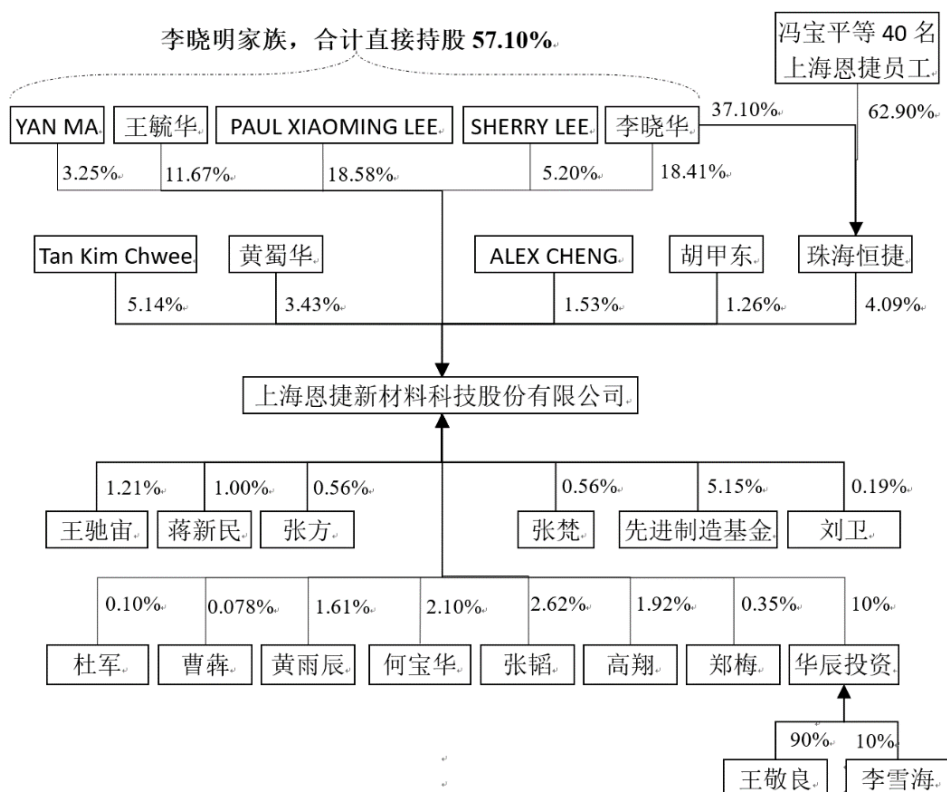 李晓明家族，合计直接持股 57.10%
冯宝平等 40 名
上海恩捷员工
YAN MA
王毓华
PAUL XIAOMING LEE
SHERRY LEE
李晓华
37.10%
62.90%
3.25%
11.67%
18.58%
5.20%
18.41%
Tan Kim Chwee
黄蜀华
ALEX CHENG
胡甲东
珠海恒捷
5.14%
3.43%
1.53%
1.26%
4.09%
上海恩捷新材料科技股份有限公司
1.21%
1.00%
0.56%
0.56%
5.15%
0.19%
王驰宙
蒋新民
张方
张梵
先进制造基金
刘卫
0.10%
0.078%
1.61%
2.10%
2.62%
1.92%
0.35%
10%
杜军
曹犇
黄雨辰
何宝华
张韬
高翔
郑梅
华辰投资
90%
10%
王敬良
李雪海